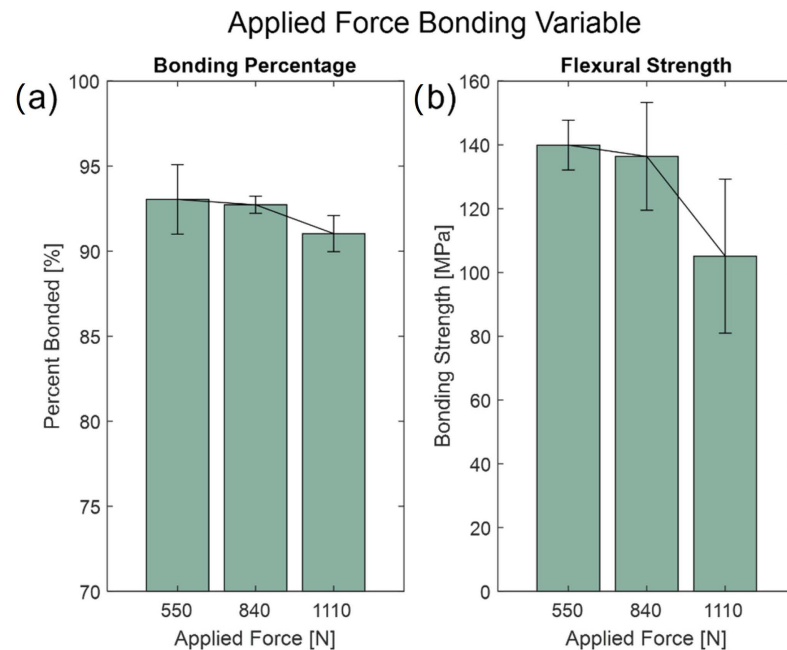 Applied Force Bonding Variable
(a)
Bonding Percentage
100
95
90
85
80
75
70
Percent Bonded [%]
550 840 1110
Applied Force [N]
(b)
Flexural Strength
160
140
120
100
80
60
40
20
0
Bonding Strength [MPa]
550 840 1110
Applied Force [N]